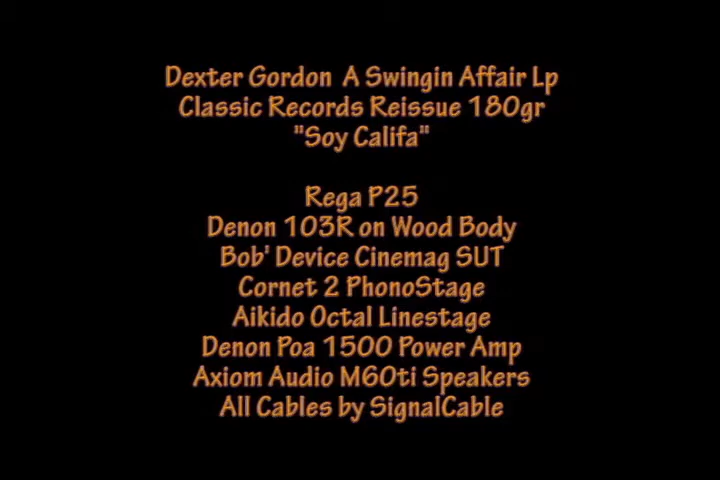 Dexter Gordon A Swingin Affair Lp
Classic Records Reissue 180gr
"Soy Califa"
Rega P25
Denon 103R on Wood Body
Bob' Device Cinemag SUT
Cornet 2 PhonoStage
Aikido Octal Linestage
Denon Poa 1500 Power Amp
Axiom Audio M60ti Speakers
All Cables by SignalCable